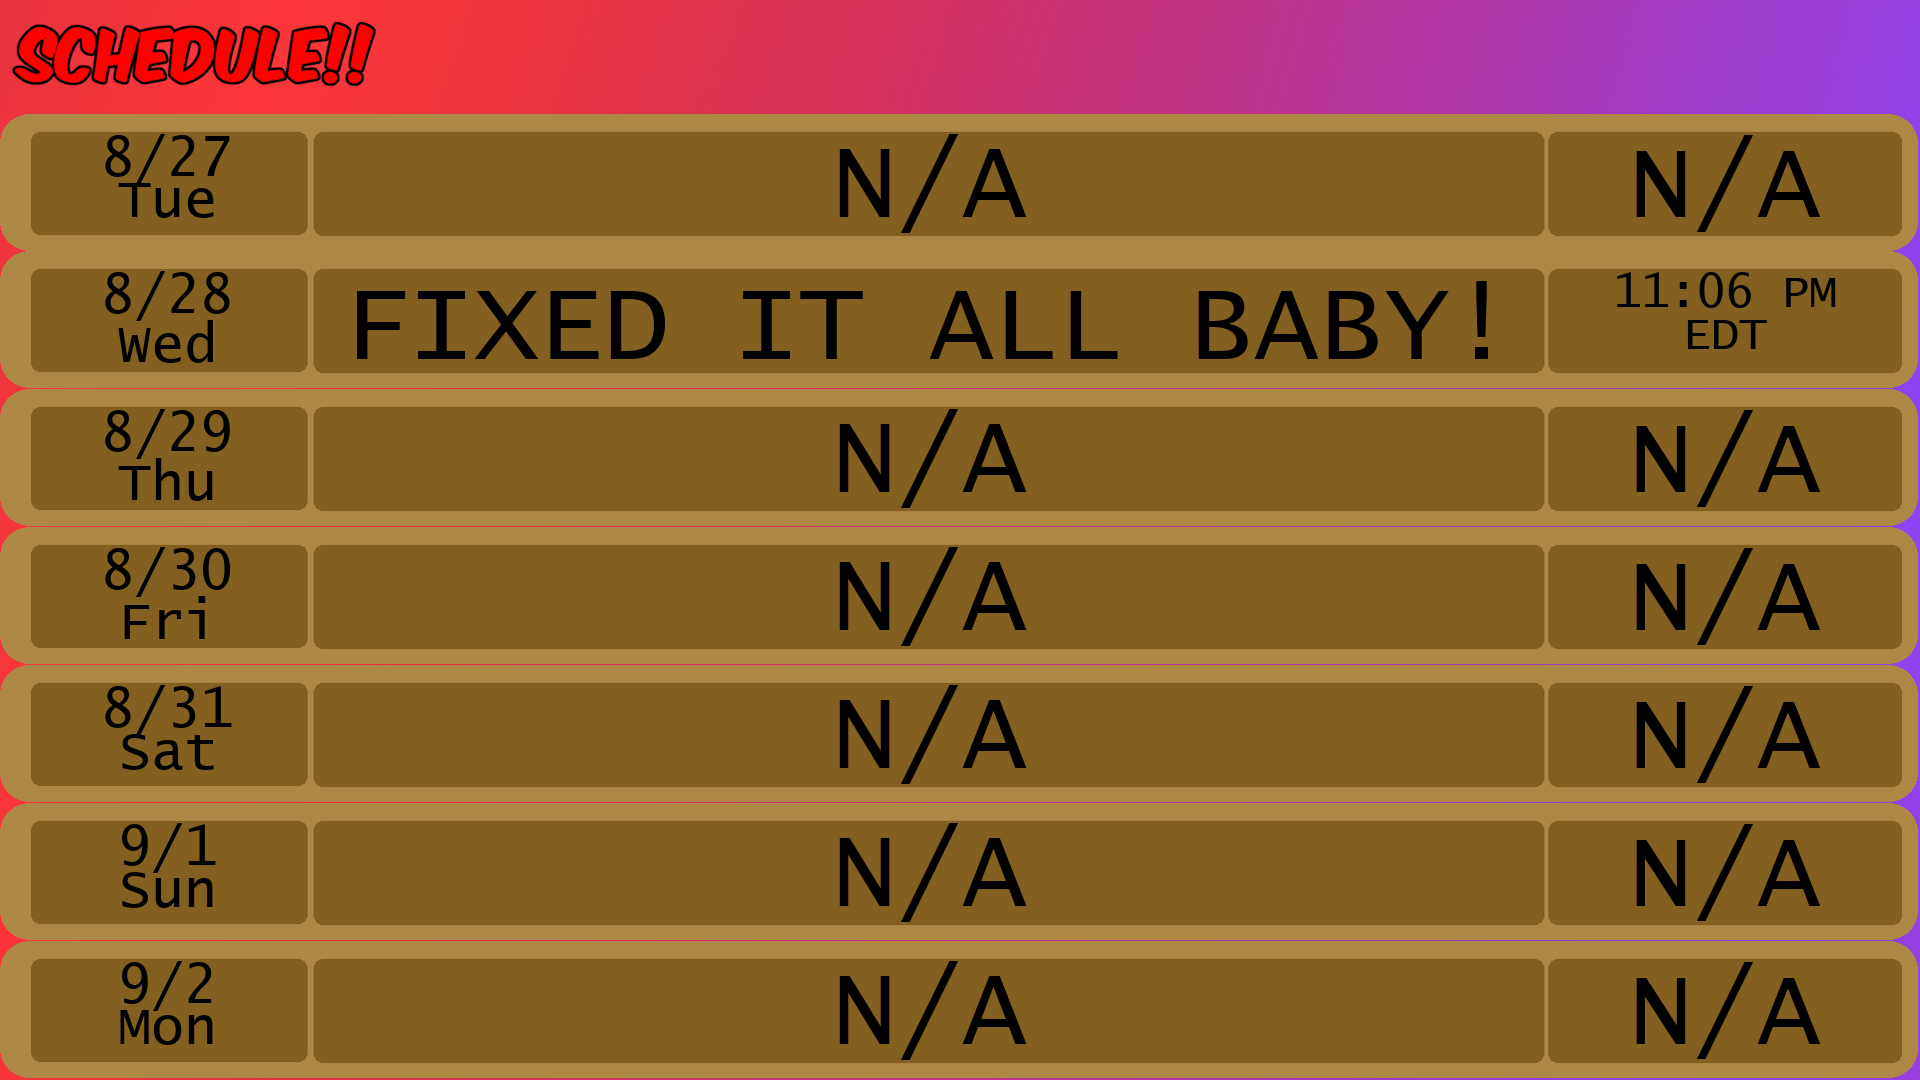 SCHEDULE!!
8/27
Tue
N/A
N/A
8/28
Wed
FIXED IT ALL BABY!
11:06 PM
EDT
8/29
Thu
N/A
N/A
8/30
Fri
N/A
N/A
8/31
Sat
N/A
N/A
9/1
Sun
N/A
N/A
9/2
Mon
N/A
N/A